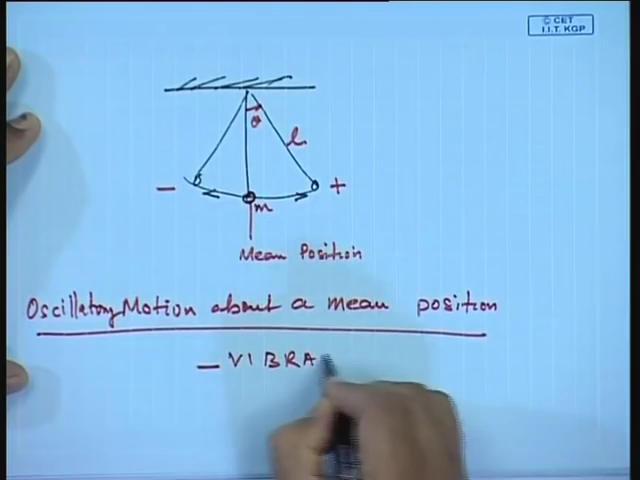 © CET
I.I.T. KGP
θ
l
−
+
m
Mean Position
Oscillatory Motion about a mean position
− VIBRA